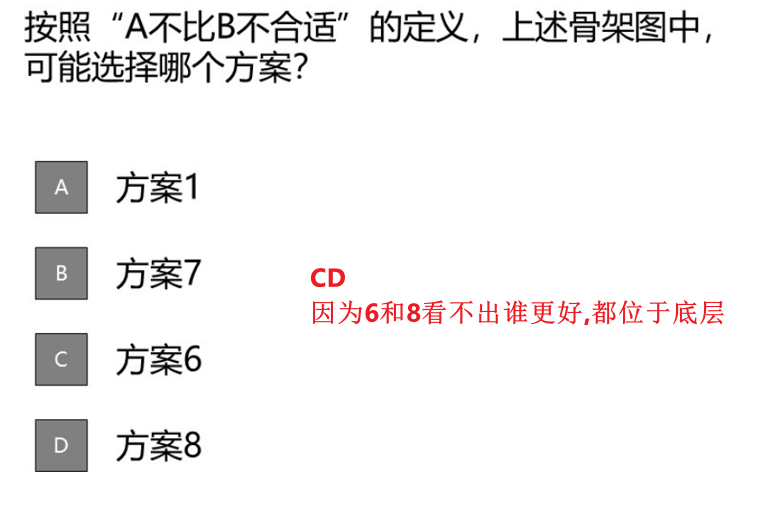 按照“A不比B不合适”的定义，上述骨架图中，
可能选择哪个方案？
A 方案1
B 方案7
CD
因为6和8看不出谁更好,都位于底层
C 方案6
D 方案8